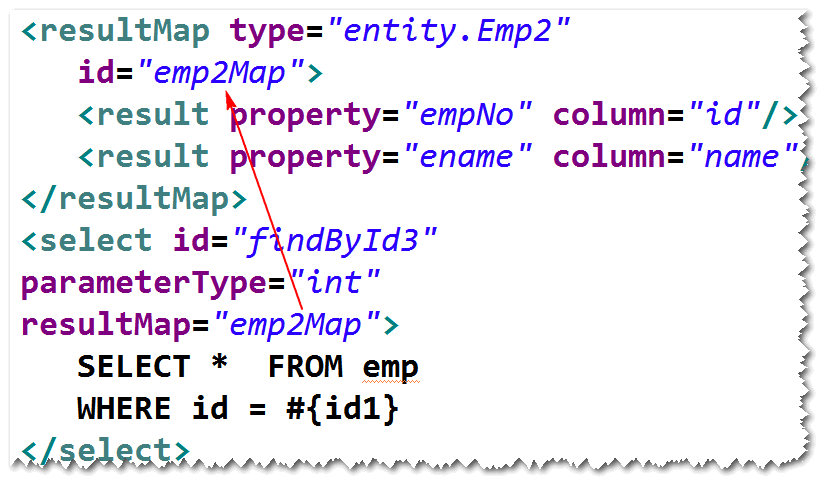 <resultMap type="entity.Emp2"
id="emp2Map">
<result property="empNo" column="id"/>
<result property="ename" column="name"/
</resultMap>
<select id="findById3"
parameterType="int"
resultMap="emp2Map">
SELECT *  FROM emp
WHERE id = #{id1}
</select>